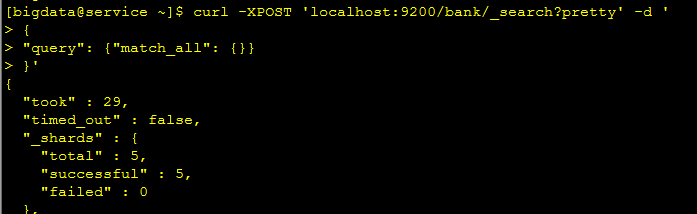 [bigdata@service ~]$ curl -XPOST 'localhost:9200/bank/_search?pretty' -d '
> {
> "query": {"match_all": {}}
> }'
{
  "took" : 29,
  "timed_out" : false,
  "_shards" : {
    "total" : 5,
    "successful" : 5,
    "failed" : 0
  },